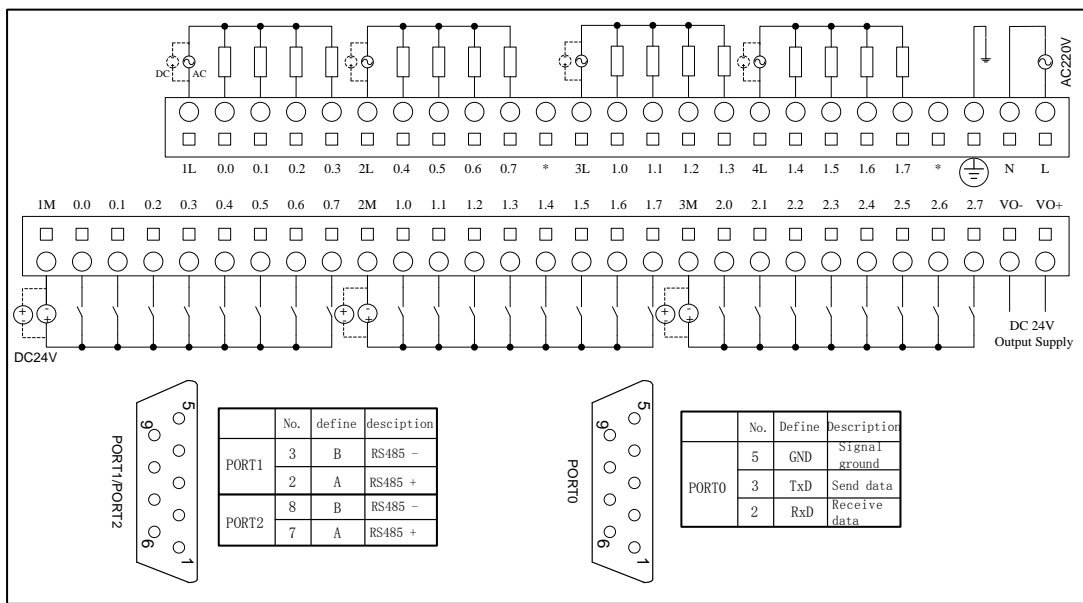 DC AC AC220V
1L 0.0 0.1 0.2 0.3 2L 0.4 0.5 0.6 0.7 * 3L 1.0 1.1 1.2 1.3 4L 1.4 1.5 1.6 1.7 * N L
1M 0.0 0.1 0.2 0.3 0.4 0.5 0.6 0.7 2M 1.0 1.1 1.2 1.3 1.4 1.5 1.6 1.7 3M 2.0 2.1 2.2 2.3 2.4 2.5 2.6 2.7 VO- VO+
DC24V
DC 24V
Output Supply
PORT1/PORT2
5
9
6
1
No. define desciption
PORT1
3 B RS485 -
2 A RS485 +
PORT2
8 B RS485 -
7 A RS485 +
PORT0
5
9
6
1
No. Define Description
PORT0
5 GND Signal
ground
3 TxD Send data
2 RxD Receive
data